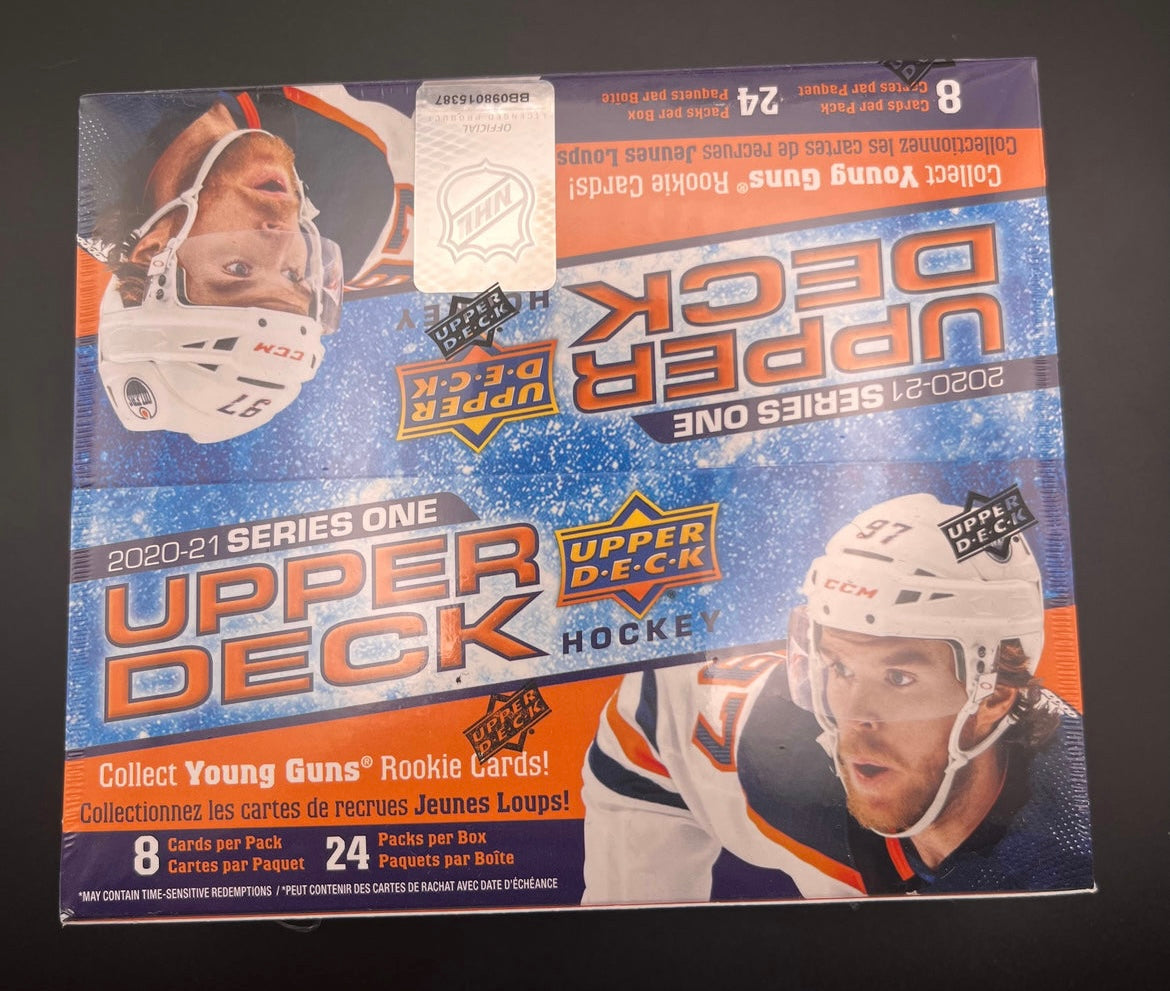 8 Cards per Pack
Cartes par Paquet
24 Packs per Box
Paquets par Boîte
Collectionnez les cartes de recrues Jeunes Loups
Collect Young Guns® Rookie Cards!
UPPER
DECK
2020-21 SERIES ONE
BB098015387
LICENSED PRODUCT
OFFICIAL
NHL
HOCKEY
UPPER
D·E·C·K
UPPER
D·E·C·K
CCM
97
OILERS
2020-21 SERIES ONE
UPPER
DECK
UPPER
D·E·C·K
HOCKEY
97
CCM
UPPER
D·E·C·K
UPPER
D·E·C·K
Collect Young Guns® Rookie Cards!
Collectionnez les cartes de recrues Jeunes Loups!
8 Cards per Pack
Cartes par Paquet
24 Packs per Box
Paquets par Boîte
*MAY CONTAIN TIME-SENSITIVE REDEMPTIONS / *PEUT CONTENIR DES CARTES DE RACHAT AVEC DATE D'ÉCHÉANCE